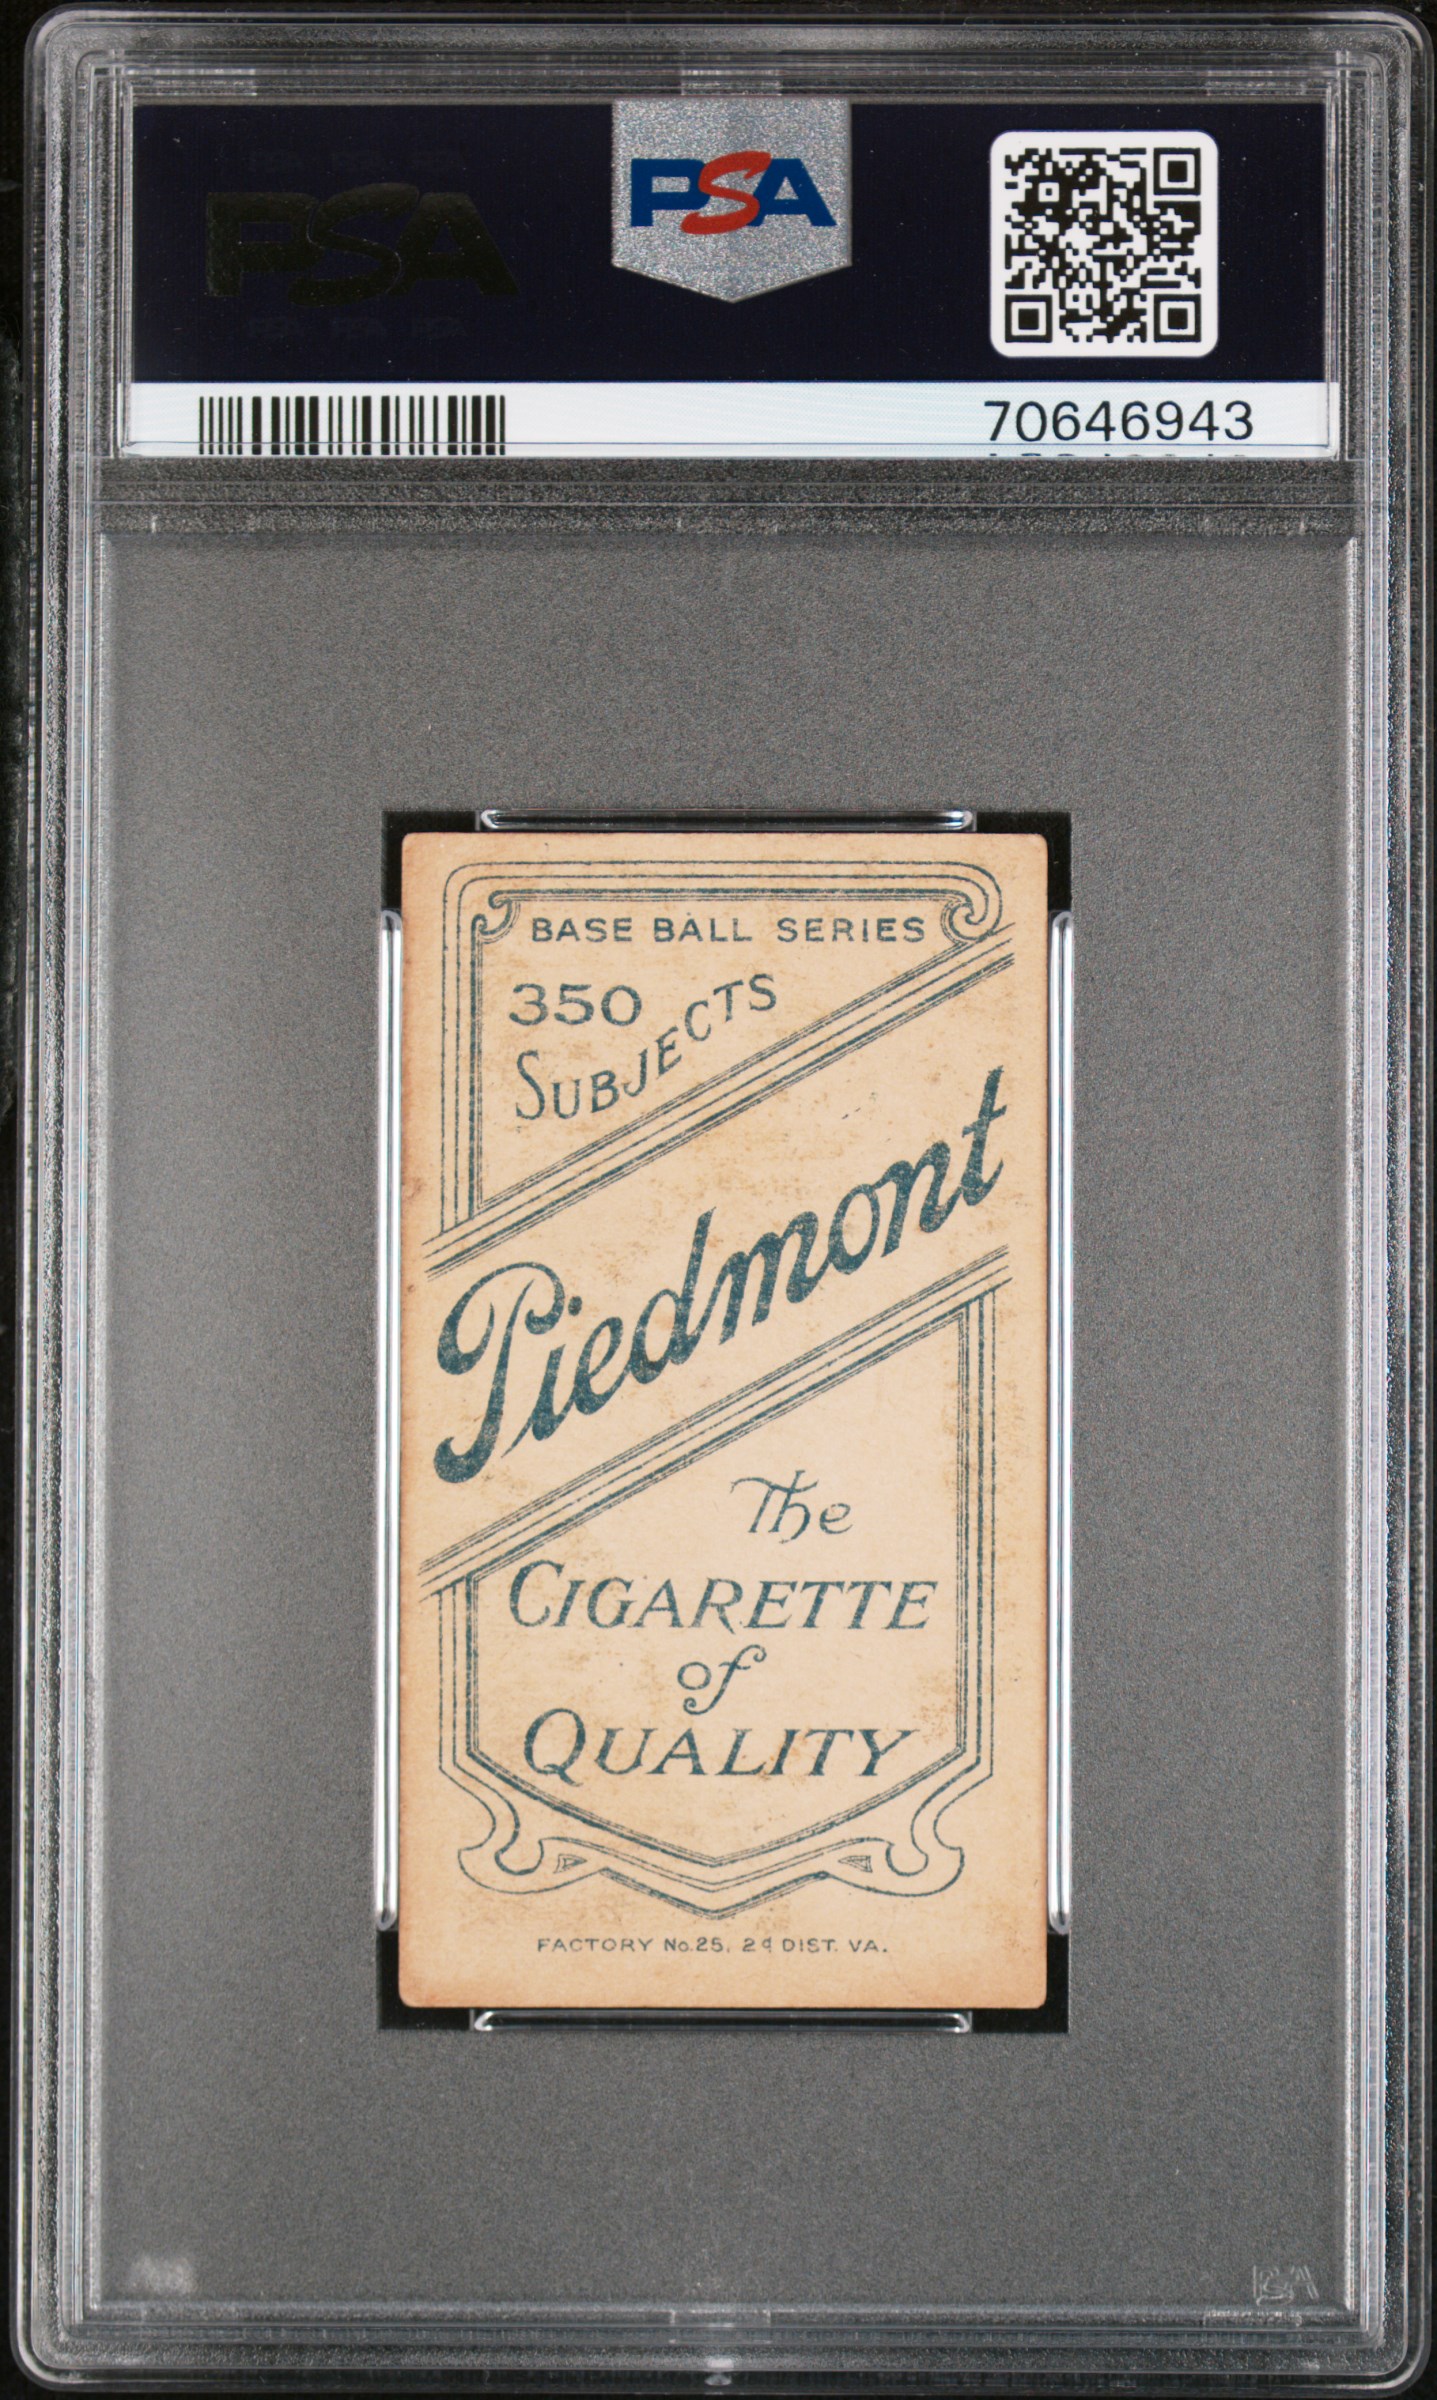 PSA
PSA
70646943
BASE BALL SERIES
350
SUBJECTS
Piedmont
The
CIGARETTE
of
QUALITY
FACTORY No. 25, 2d DIST. VA.
PSA